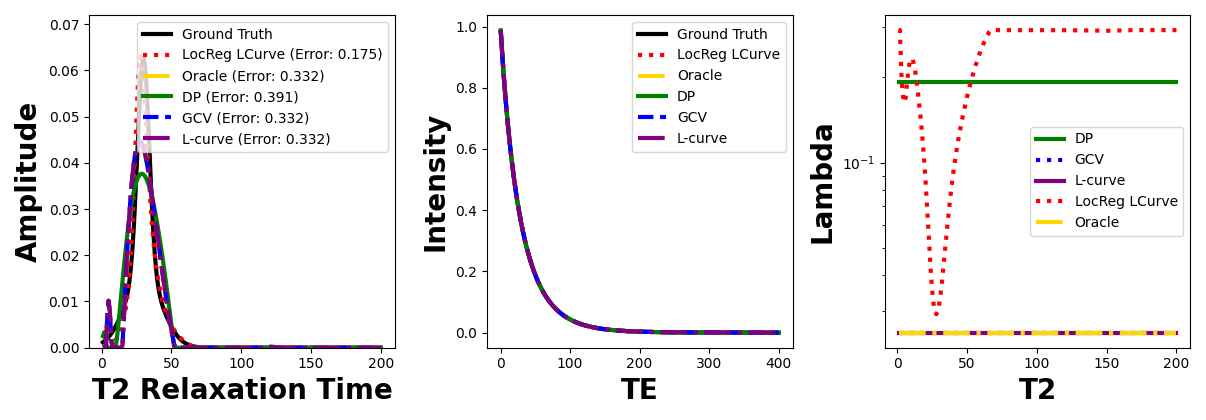 Amplitude
0.07
0.06
0.05
0.04
0.03
0.02
0.01
0.00
Ground Truth
LocReg LCurve (Error: 0.175)
Oracle (Error: 0.332)
DP (Error: 0.391)
GCV (Error: 0.332)
L-curve (Error: 0.332)
0 50 100 150 200
T2 Relaxation Time
Intensity
1.0
0.8
0.6
0.4
0.2
0.0
Ground Truth
LocReg LCurve
Oracle
DP
GCV
L-curve
0 100 200 300 400
TE
Lambda
10⁻¹
DP
GCV
L-curve
LocReg LCurve
Oracle
0 50 100 150 200
T2